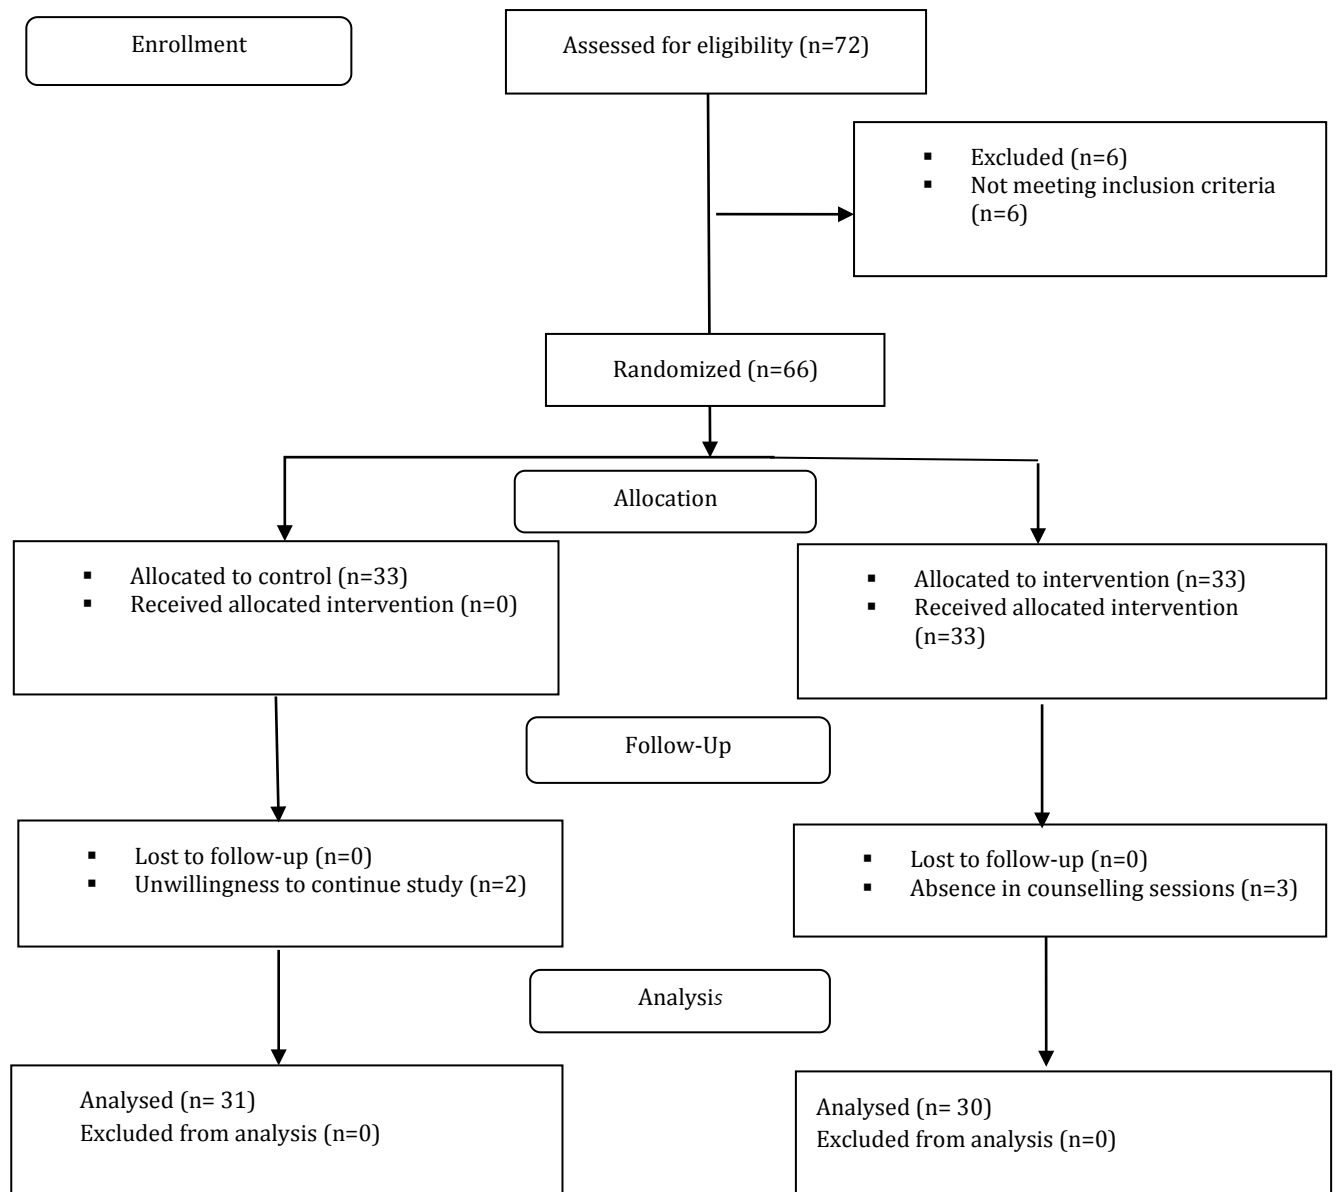 Enrollment
Assessed for eligibility (n=72)
▪ Excluded (n=6)
▪ Not meeting inclusion criteria
(n=6)
Randomized (n=66)
Allocation
▪ Allocated to control (n=33)
▪ Received allocated intervention (n=0)
▪ Allocated to intervention (n=33)
▪ Received allocated intervention
(n=33)
Follow-Up
▪ Lost to follow-up (n=0)
▪ Unwillingness to continue study (n=2)
▪ Lost to follow-up (n=0)
▪ Absence in counselling sessions (n=3)
Analysis
Analysed (n= 31)
Excluded from analysis (n=0)
Analysed (n= 30)
Excluded from analysis (n=0)